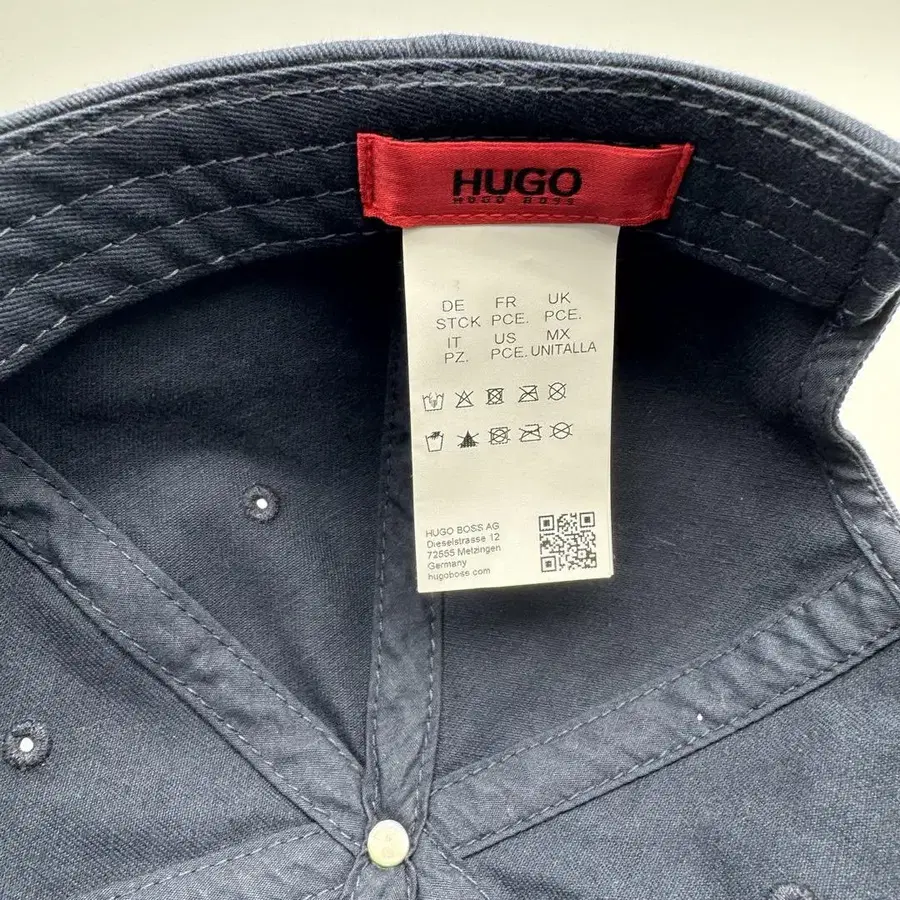 HUGO
HUGO BOSS
DE FR UK
STCK PCE. PCE.
IT US MX
PZ. PCE. UNITALLA
HUGO BOSS AG
Dieselstrasse 12
72555 Metzingen
Germany
hugoboss.com